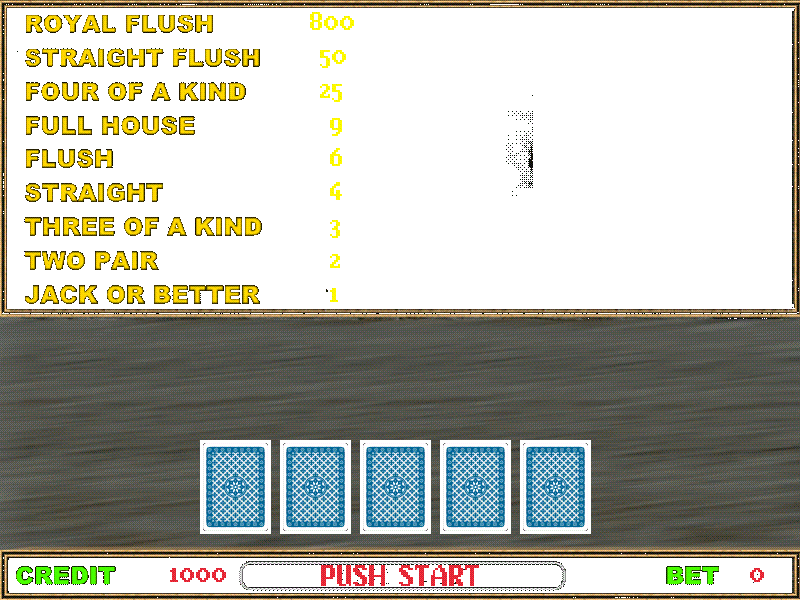 ROYAL FLUSH 800
STRAIGHT FLUSH 50
FOUR OF A KIND 25
FULL HOUSE 9
FLUSH 6
STRAIGHT 4
THREE OF A KIND 3
TWO PAIR 2
JACK OR BETTER 1
CREDIT 1000 PUSH START BET 0